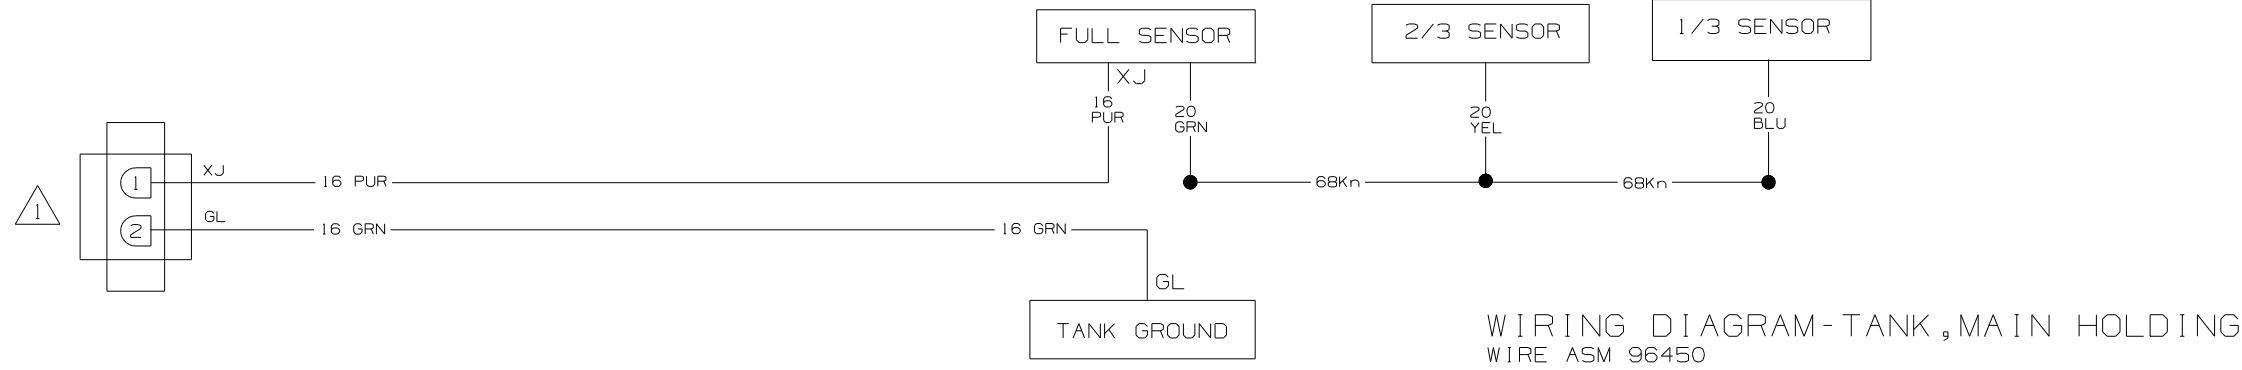 FULL SENSOR
2/3 SENSOR
1/3 SENSOR
XJ
16
PUR
20
GRN
20
YEL
20
BLU
XJ
1
16 PUR
68Kn
68Kn
1
GL
2
16 GRN
16 GRN
GL
TANK GROUND
WIRING DIAGRAM-TANK,MAIN HOLDING
WIRE ASM 96450